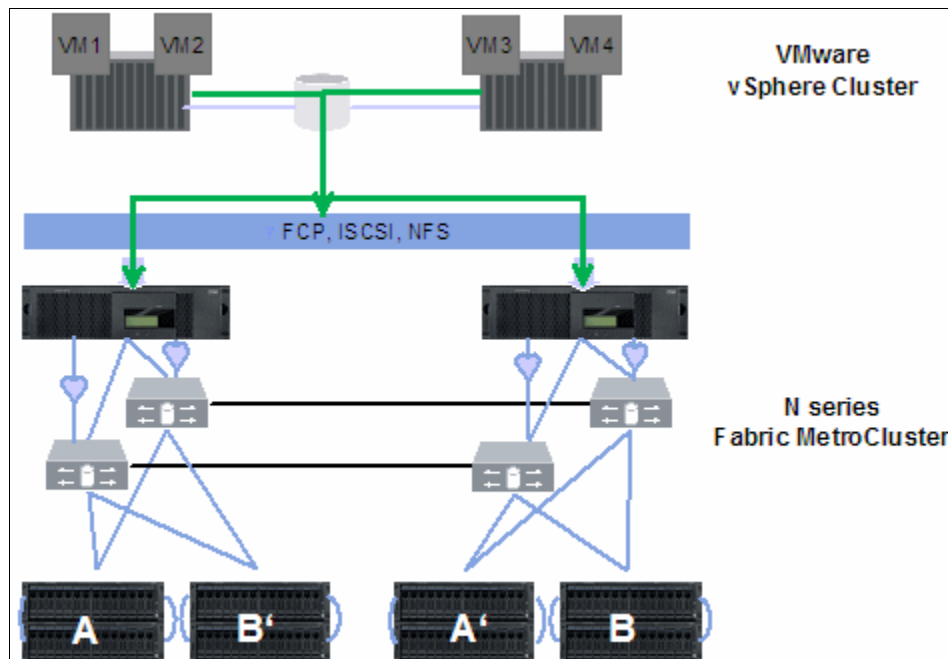 VM1
VM2
VM3
VM4
VMware
vSphere Cluster
? FCP, ISCSI, NFS
N series
Fabric MetroCluster
A
B‘
A‘
B